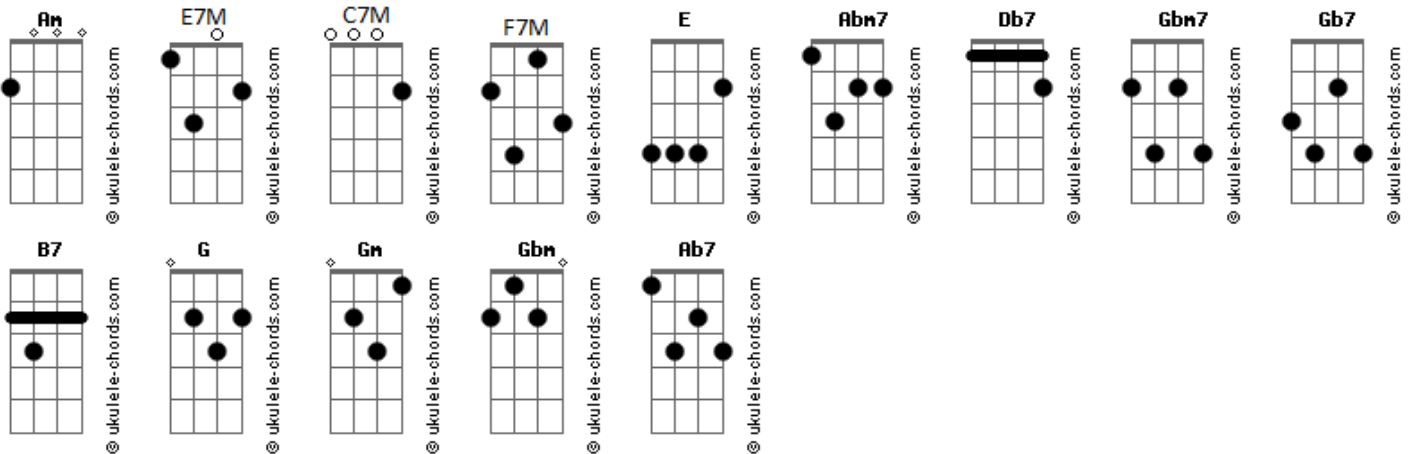 Am E7M C7M F7M E Abm7 Db7 Gbm7 Gb7
© ukulele-chords.com © ukulele-chords.com © ukulele-chords.com © ukulele-chords.com © ukulele-chords.com © ukulele-chords.com © ukulele-chords.com © ukulele-chords.com © ukulele-chords.com
B7 G Gm Gbm Ab7
© ukulele-chords.com © ukulele-chords.com © ukulele-chords.com © ukulele-chords.com © ukulele-chords.com